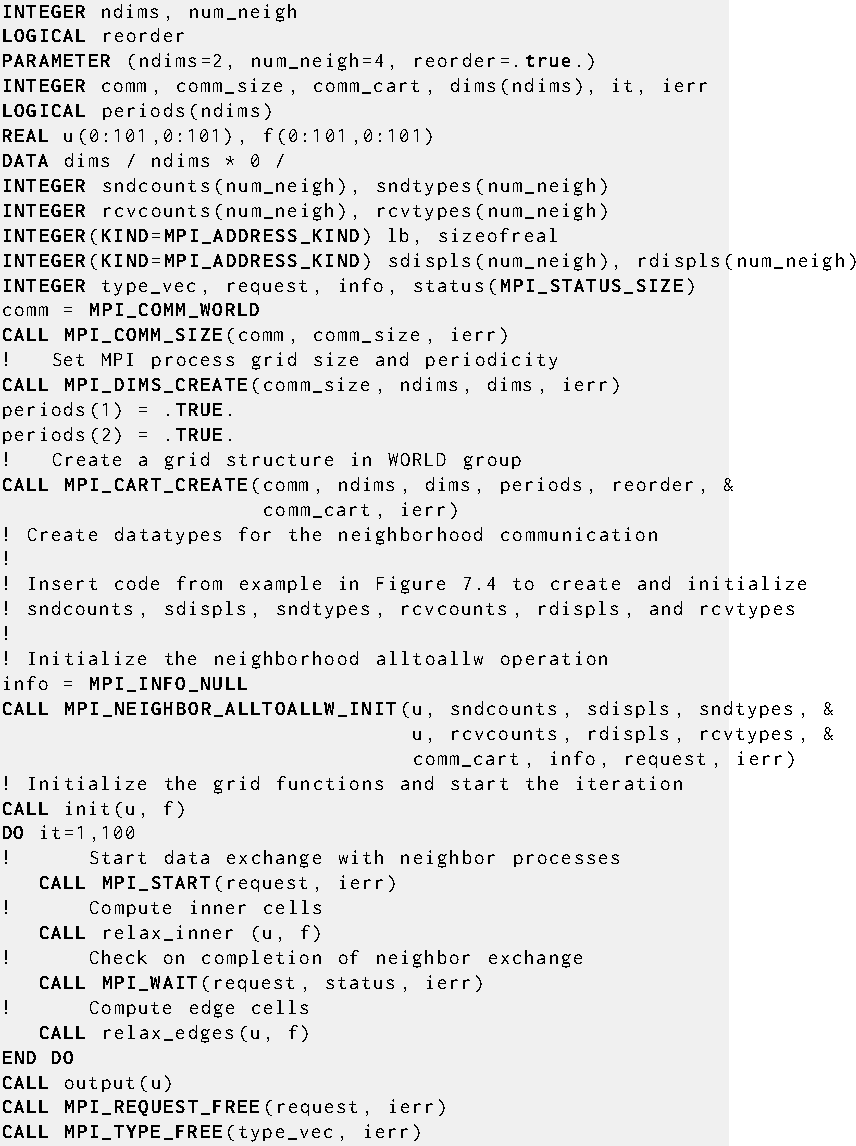 INTEGER ndims, num_neigh
LOGICAL reorder
PARAMETER (ndims=2, num_neigh=4, reorder=.true.)
INTEGER comm, comm_size, comm_cart, dims(ndims), it, ierr
LOGICAL periods(ndims)
REAL u(0:101,0:101), f(0:101,0:101)
DATA dims / ndims * 0 /
INTEGER sndcounts(num_neigh), sndtypes(num_neigh)
INTEGER rcvcounts(num_neigh), rcvtypes(num_neigh)
INTEGER(KIND=MPI_ADDRESS_KIND) lb, sizeofreal
INTEGER(KIND=MPI_ADDRESS_KIND) sdispls(num_neigh), rdispls(num_neigh)
INTEGER type_vec, request, info, status(MPI_STATUS_SIZE)
comm = MPI_COMM_WORLD
CALL MPI_COMM_SIZE(comm, comm_size, ierr)
!   Set MPI process grid size and periodicity
CALL MPI_DIMS_CREATE(comm_size, ndims, dims, ierr)
periods(1) = .TRUE.
periods(2) = .TRUE.
!   Create a grid structure in WORLD group
CALL MPI_CART_CREATE(comm, ndims, dims, periods, reorder, &
                     comm_cart, ierr)
! Create datatypes for the neighborhood communication
!
! Insert code from example in Figure 7.4 to create and initialize
! sndcounts, sdispls, sndtypes, rcvcounts, rdispls, and rcvtypes
!
! Initialize the neighborhood alltoallw operation
info = MPI_INFO_NULL
CALL MPI_NEIGHBOR_ALLTOALLW_INIT(u, sndcounts, sdispls, sndtypes, &
                                 u, rcvcounts, rdispls, rcvtypes, &
                                 comm_cart, info, request, ierr)
! Initialize the grid functions and start the iteration
CALL init(u, f)
DO it=1,100
!      Start data exchange with neighbor processes
   CALL MPI_START(request, ierr)
!      Compute inner cells
   CALL relax_inner (u, f)
!      Check on completion of neighbor exchange
   CALL MPI_WAIT(request, status, ierr)
!      Compute edge cells
   CALL relax_edges(u, f)
END DO
CALL output(u)
CALL MPI_REQUEST_FREE(request, ierr)
CALL MPI_TYPE_FREE(type_vec, ierr)